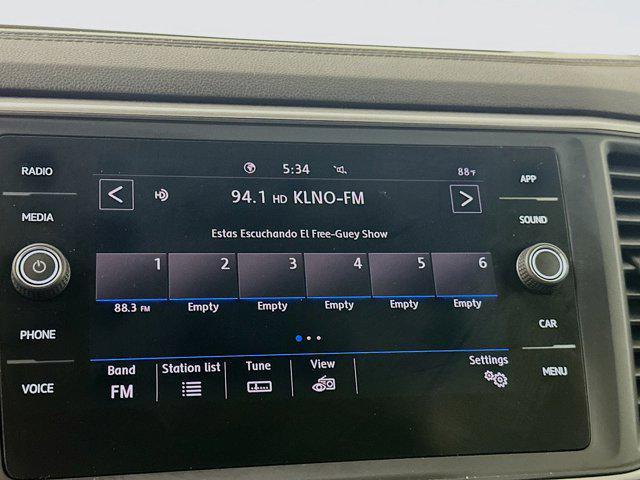 RADIO
MEDIA
PHONE
VOICE
5:34
88°F
< HD 94.1 HD KLNO-FM >
Estas Escuchando El Free-Guey Show
1 2 3 4 5 6
88.3 FM Empty Empty Empty Empty Empty
Band Station list Tune View Settings
FM
APP
SOUND
CAR
MENU